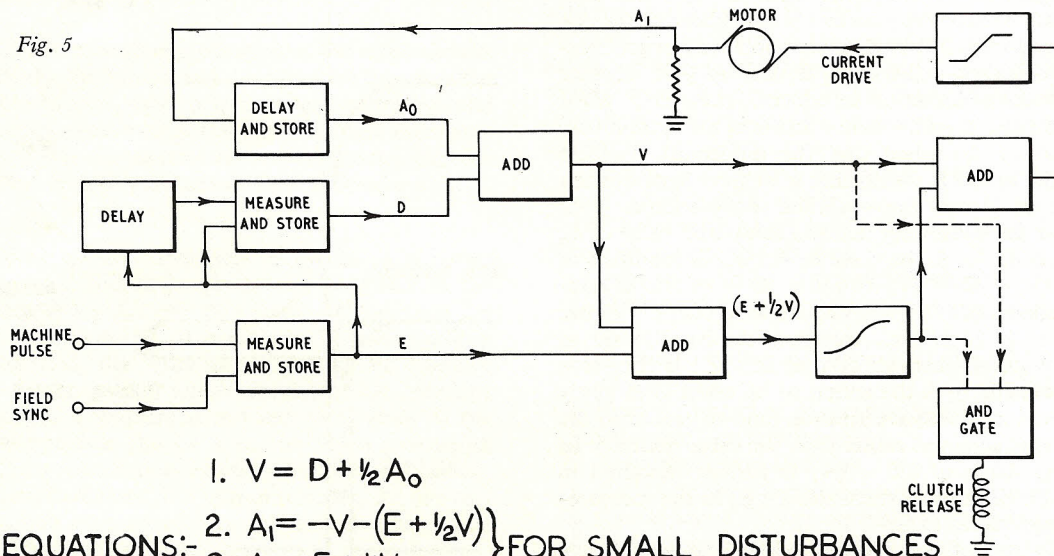 Fig. 5
A₁
MOTOR
CURRENT
DRIVE
DELAY
AND STORE
A₀
ADD
V
ADD
DELAY
MEASURE
AND STORE
D
MACHINE
PULSE
FIELD
SYNC
MEASURE
AND STORE
E
ADD
(E + ½V)
AND
GATE
CLUTCH
RELEASE
1. V = D + ½ A₀
EQUATIONS:- 2. A₁ = -V-(E + ½V) } FOR SMALL DISTURBANCES